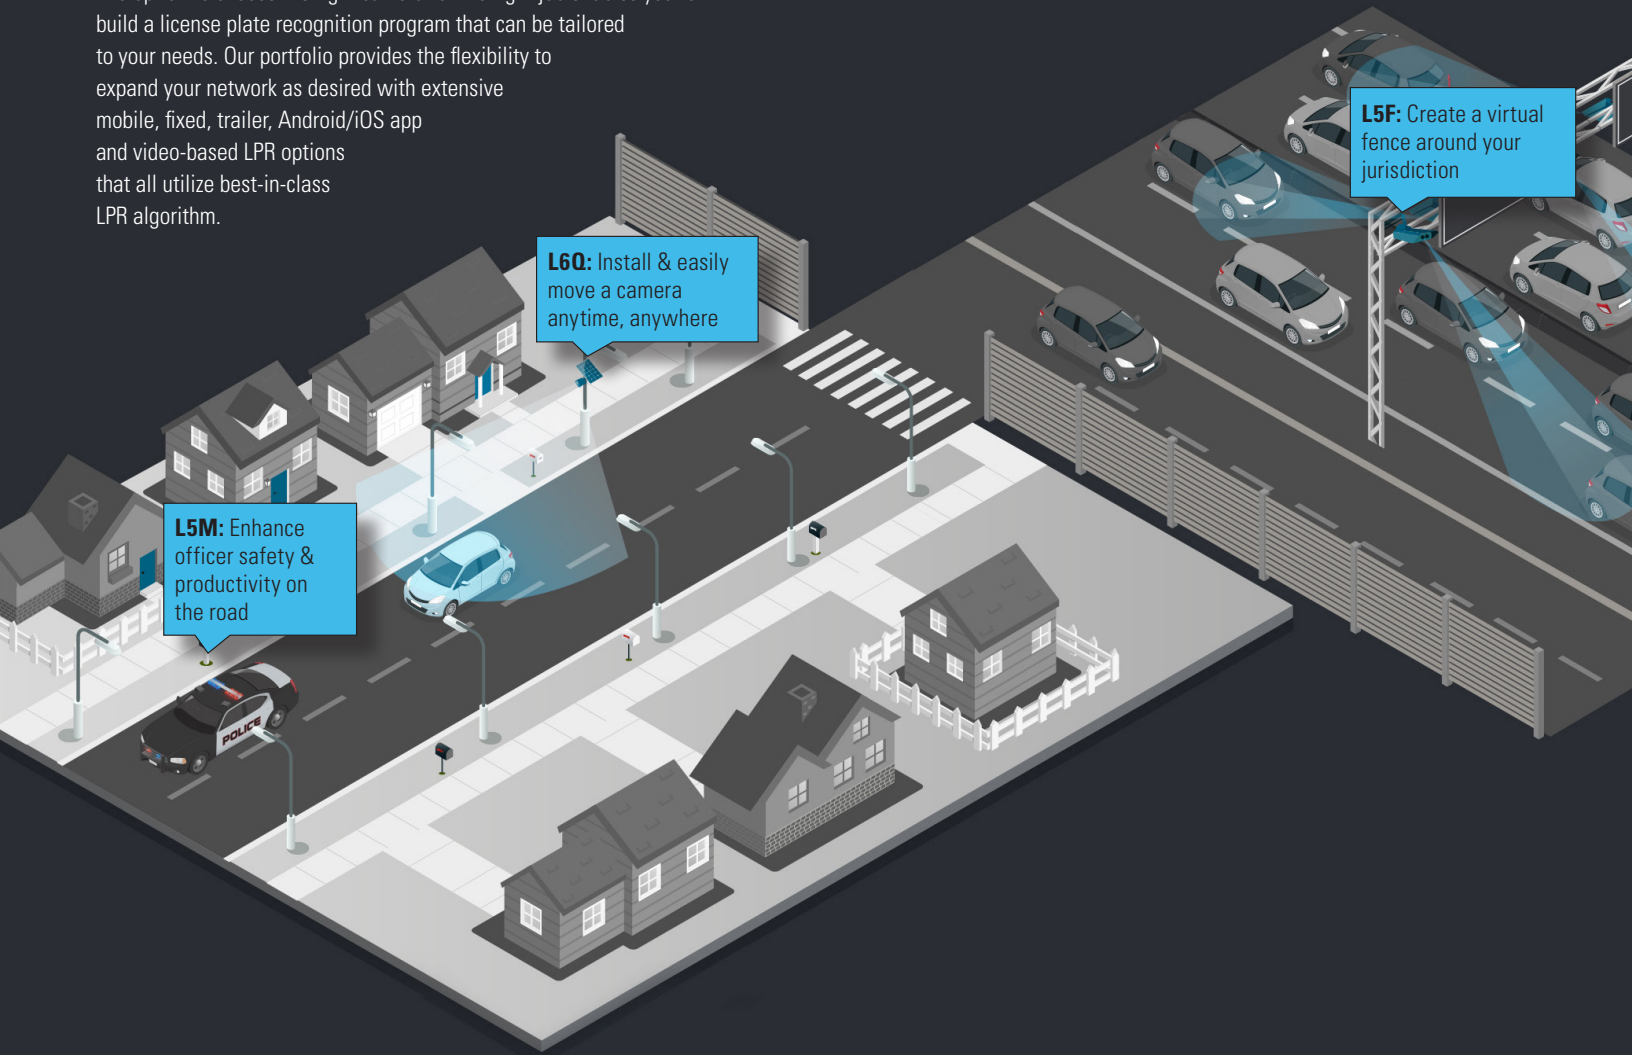 build a license plate recognition program that can be tailored
to your needs. Our portfolio provides the flexibility to
expand your network as desired with extensive
mobile, fixed, trailer, Android/iOS app
and video-based LPR options
that all utilize best-in-class
LPR algorithm.
L5F: Create a virtual
fence around your
jurisdiction
L6Q: Install & easily
move a camera
anytime, anywhere
L5M: Enhance
officer safety &
productivity on
the road
POLICE